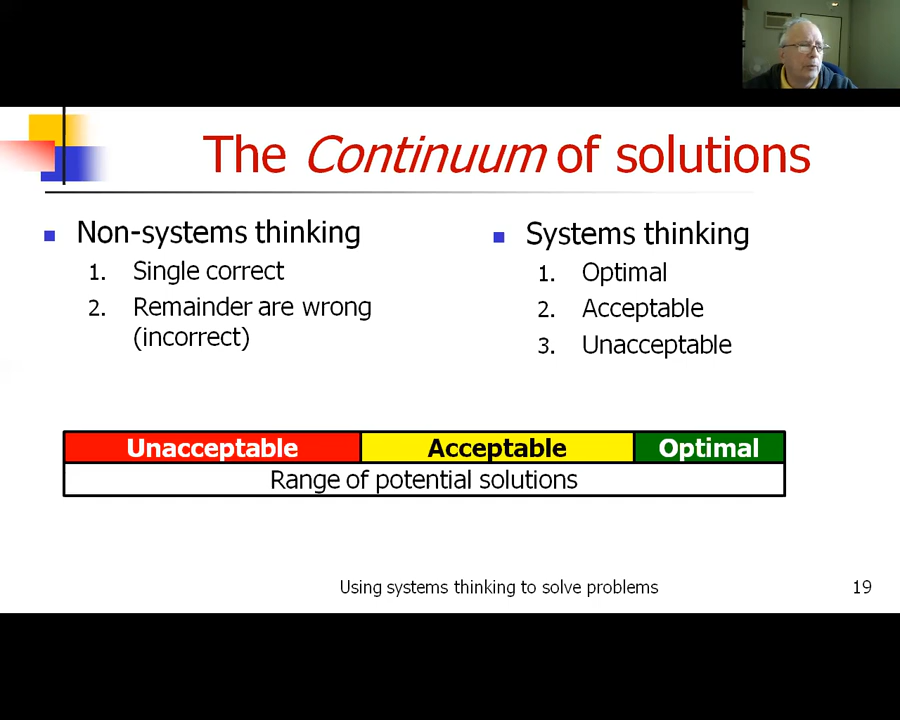 The Continuum of solutions
Non-systems thinking
1. Single correct
2. Remainder are wrong
(incorrect)
Systems thinking
1. Optimal
2. Acceptable
3. Unacceptable
Unacceptable Acceptable Optimal
Range of potential solutions
Using systems thinking to solve problems 19